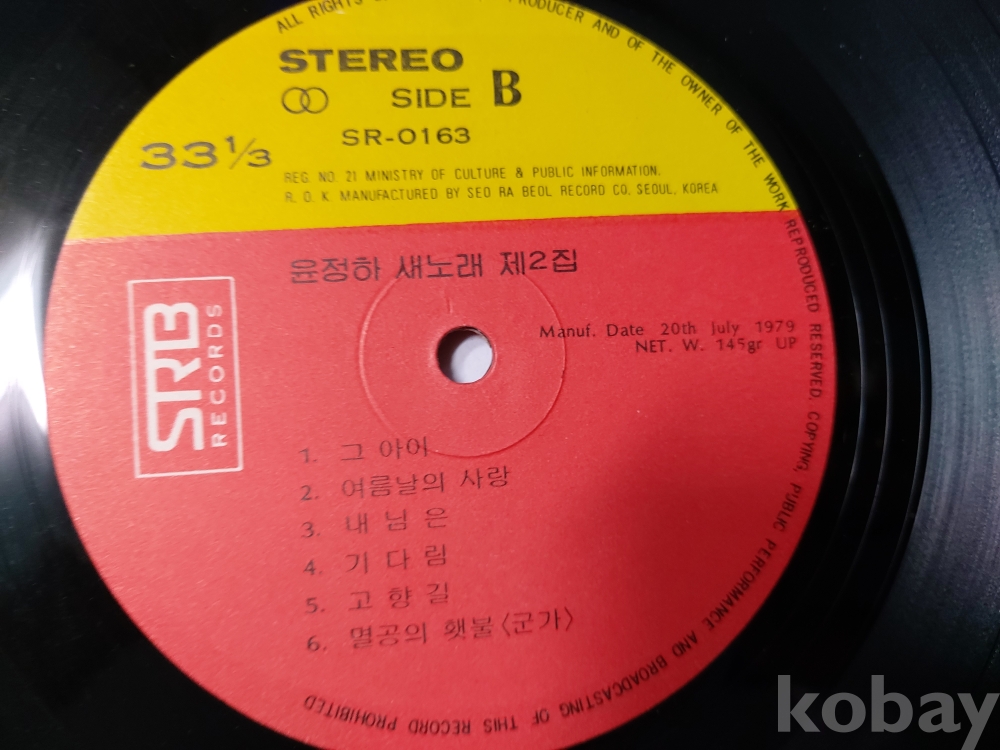 ALL RIGHTS PRODUCER AND OF THE OWNER OF THE WORK REPRODUCED RESERVED. COPYING, PUBLIC PERFORMANCE AND BROADCASTING OF THIS RECORD PROHIBITED
STEREO
SIDE B
SR-0163
33 1/3
REG. NO. 21 MINISTRY OF CULTURE & PUBLIC INFORMATION.
R. O. K MANUFACTURED BY SEO RA BEOL RECORD CO. SEOUL, KOREA
윤정하 새노래 제2집
SRB
RECORDS
Manuf. Date 20th July 1979
NET. W. 145gr UP
1. 그 아이
2. 여름날의 사랑
3. 내 님 은
4. 기 다 림
5. 고 향 길
6. 멸공의 횃불〈군가〉
kobay